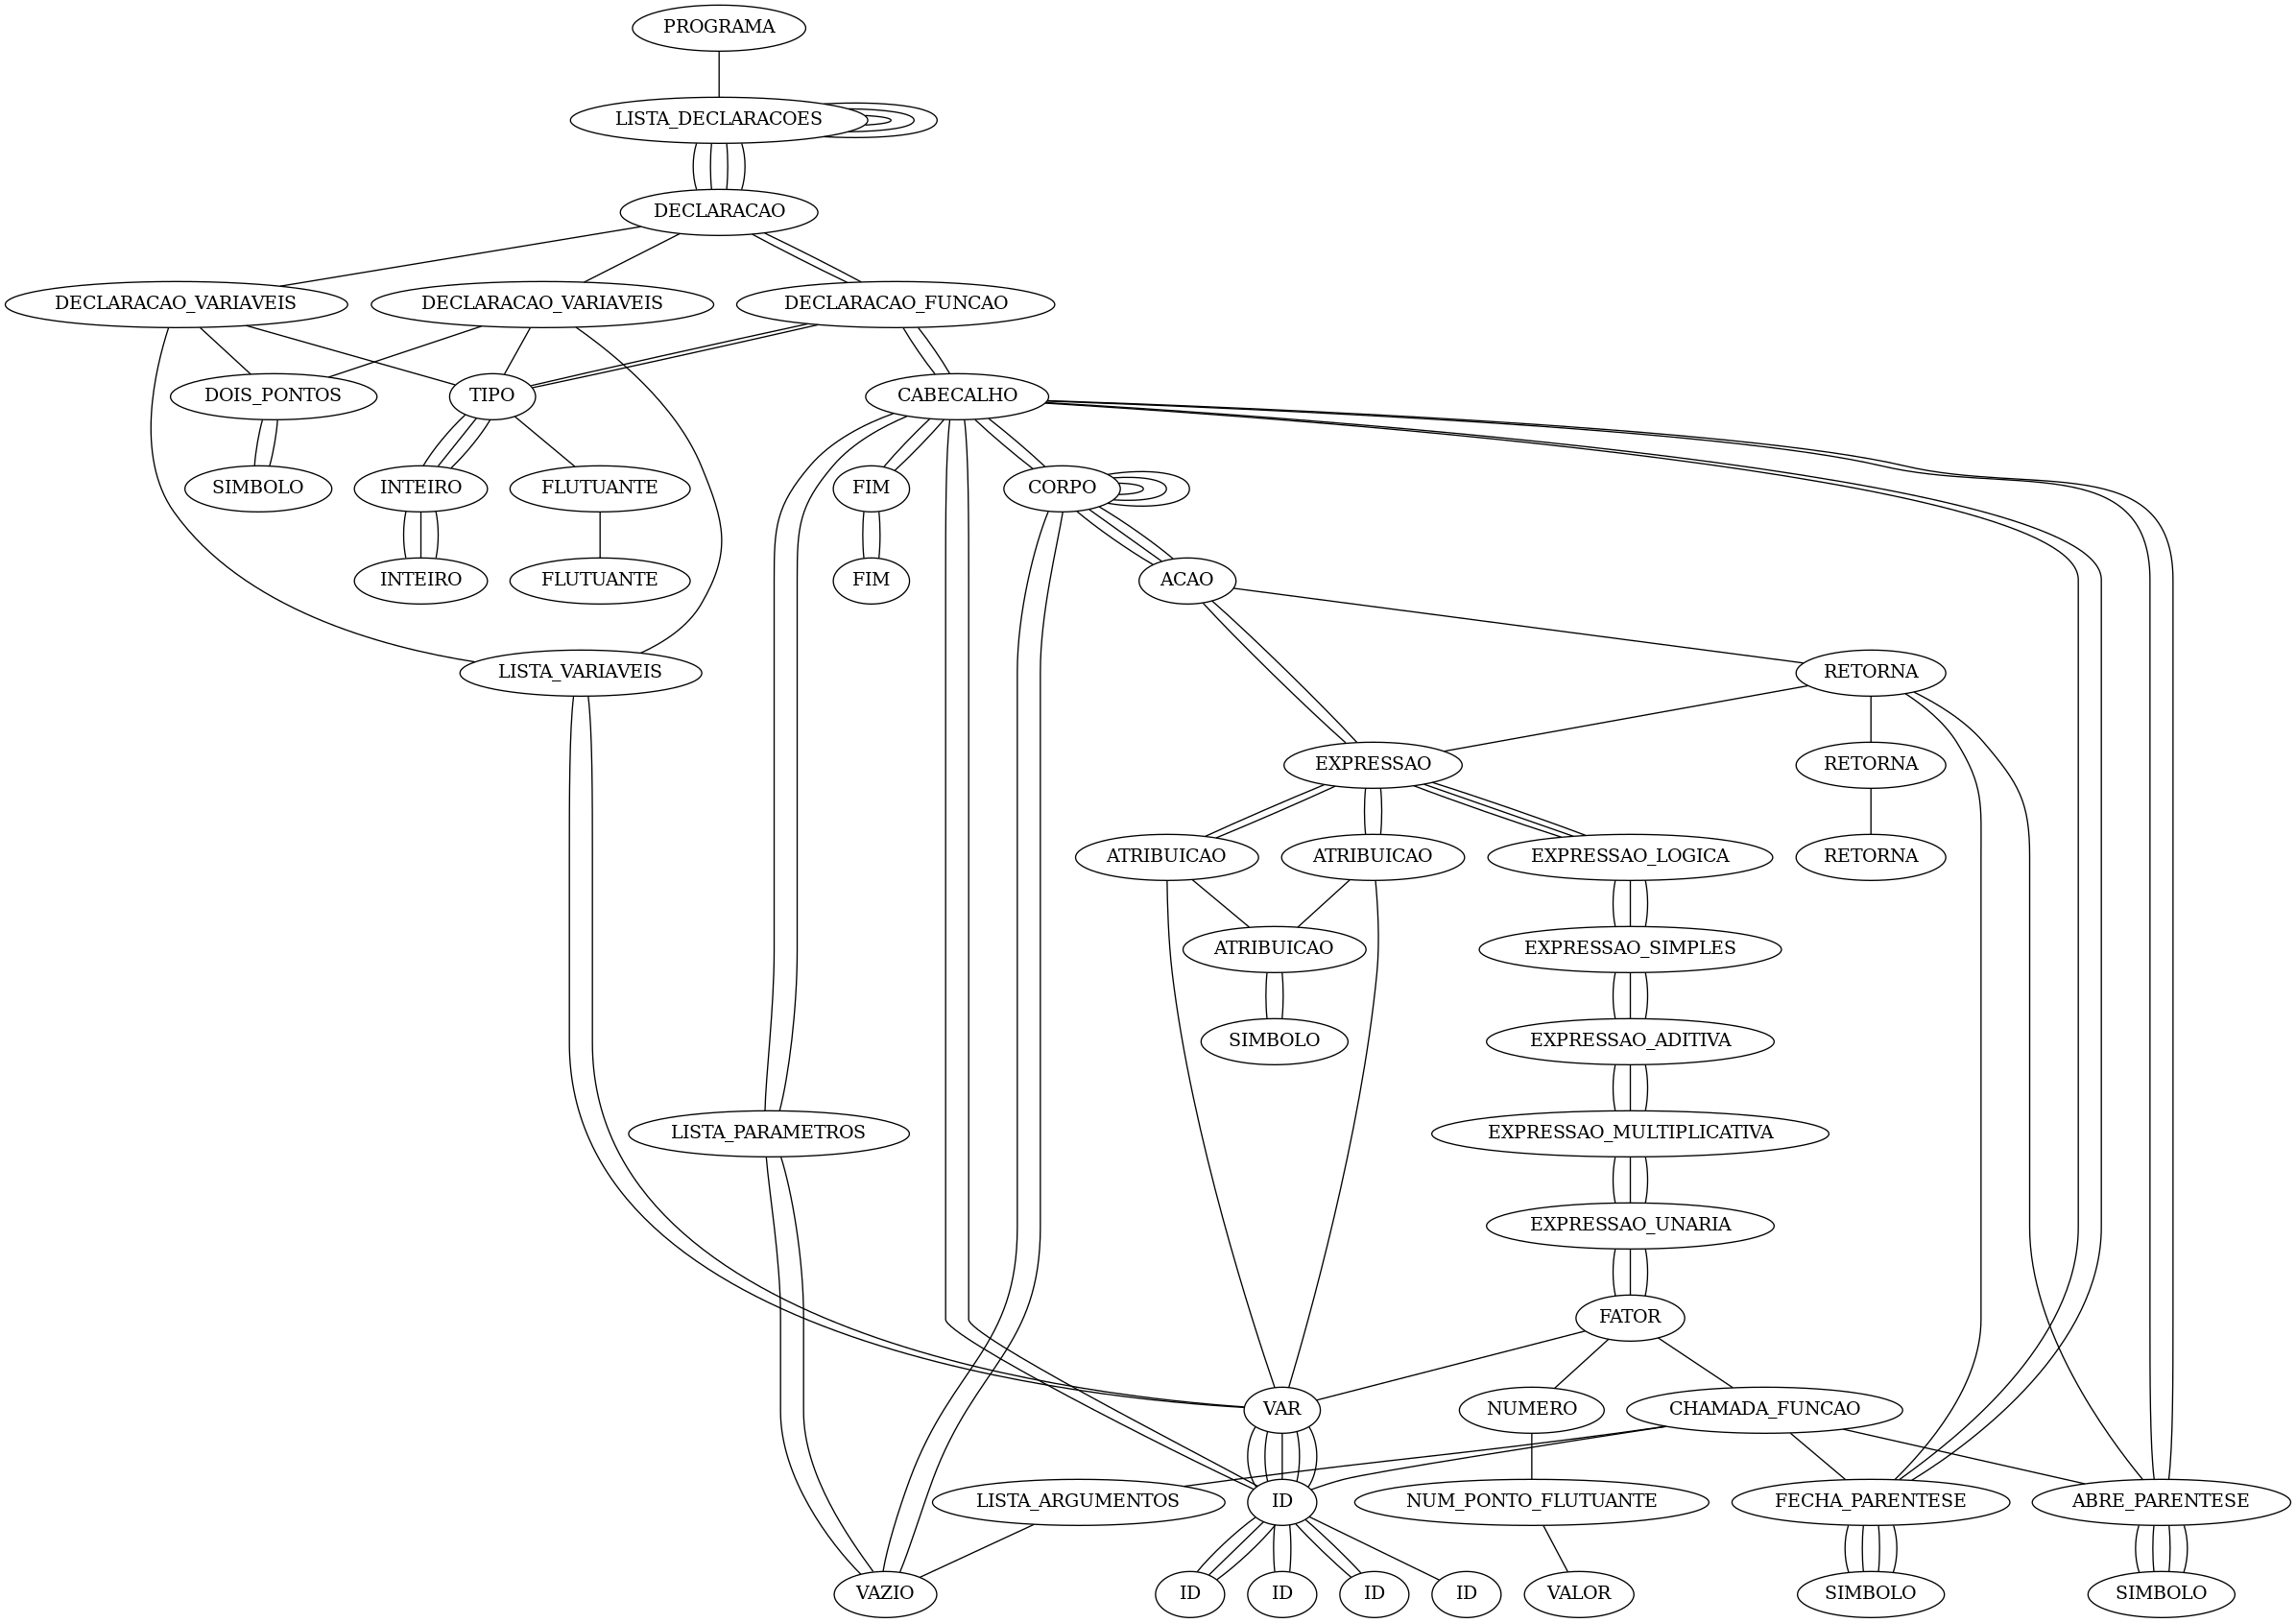 PROGRAMA
LISTA_DECLARACOES
DECLARACAO
DECLARACAO_VARIAVEIS
DECLARACAO_VARIAVEIS
DECLARACAO_FUNCAO
DOIS_PONTOS
TIPO
CABECALHO
SIMBOLO
INTEIRO
FLUTUANTE
FIM
CORPO
INTEIRO
FLUTUANTE
FIM
ACAO
LISTA_VARIAVEIS
RETORNA
EXPRESSAO
RETORNA
ATRIBUICAO
ATRIBUICAO
EXPRESSAO_LOGICA
RETORNA
ATRIBUICAO
EXPRESSAO_SIMPLES
SIMBOLO
EXPRESSAO_ADITIVA
LISTA_PARAMETROS
EXPRESSAO_MULTIPLICATIVA
EXPRESSAO_UNARIA
FATOR
VAR
NUMERO
CHAMADA_FUNCAO
LISTA_ARGUMENTOS
ID
NUM_PONTO_FLUTUANTE
FECHA_PARENTESE
ABRE_PARENTESE
VAZIO
ID
ID
ID
ID
VALOR
SIMBOLO
SIMBOLO